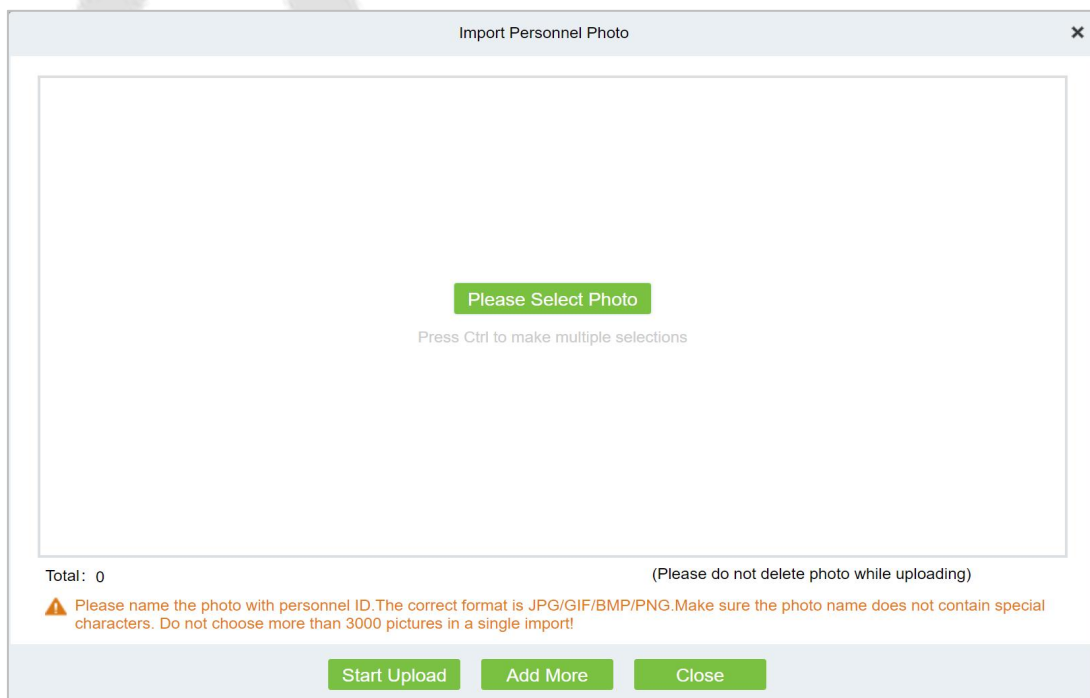 Import Personnel Photo
Please Select Photo
Press Ctrl to make multiple selections
Total: 0
(Please do not delete photo while uploading)
Please name the photo with personnel ID.The correct format is JPG/GIF/BMP/PNG.Make sure the photo name does not contain special
characters. Do not choose more than 3000 pictures in a single import!
Start Upload
Add More
Close